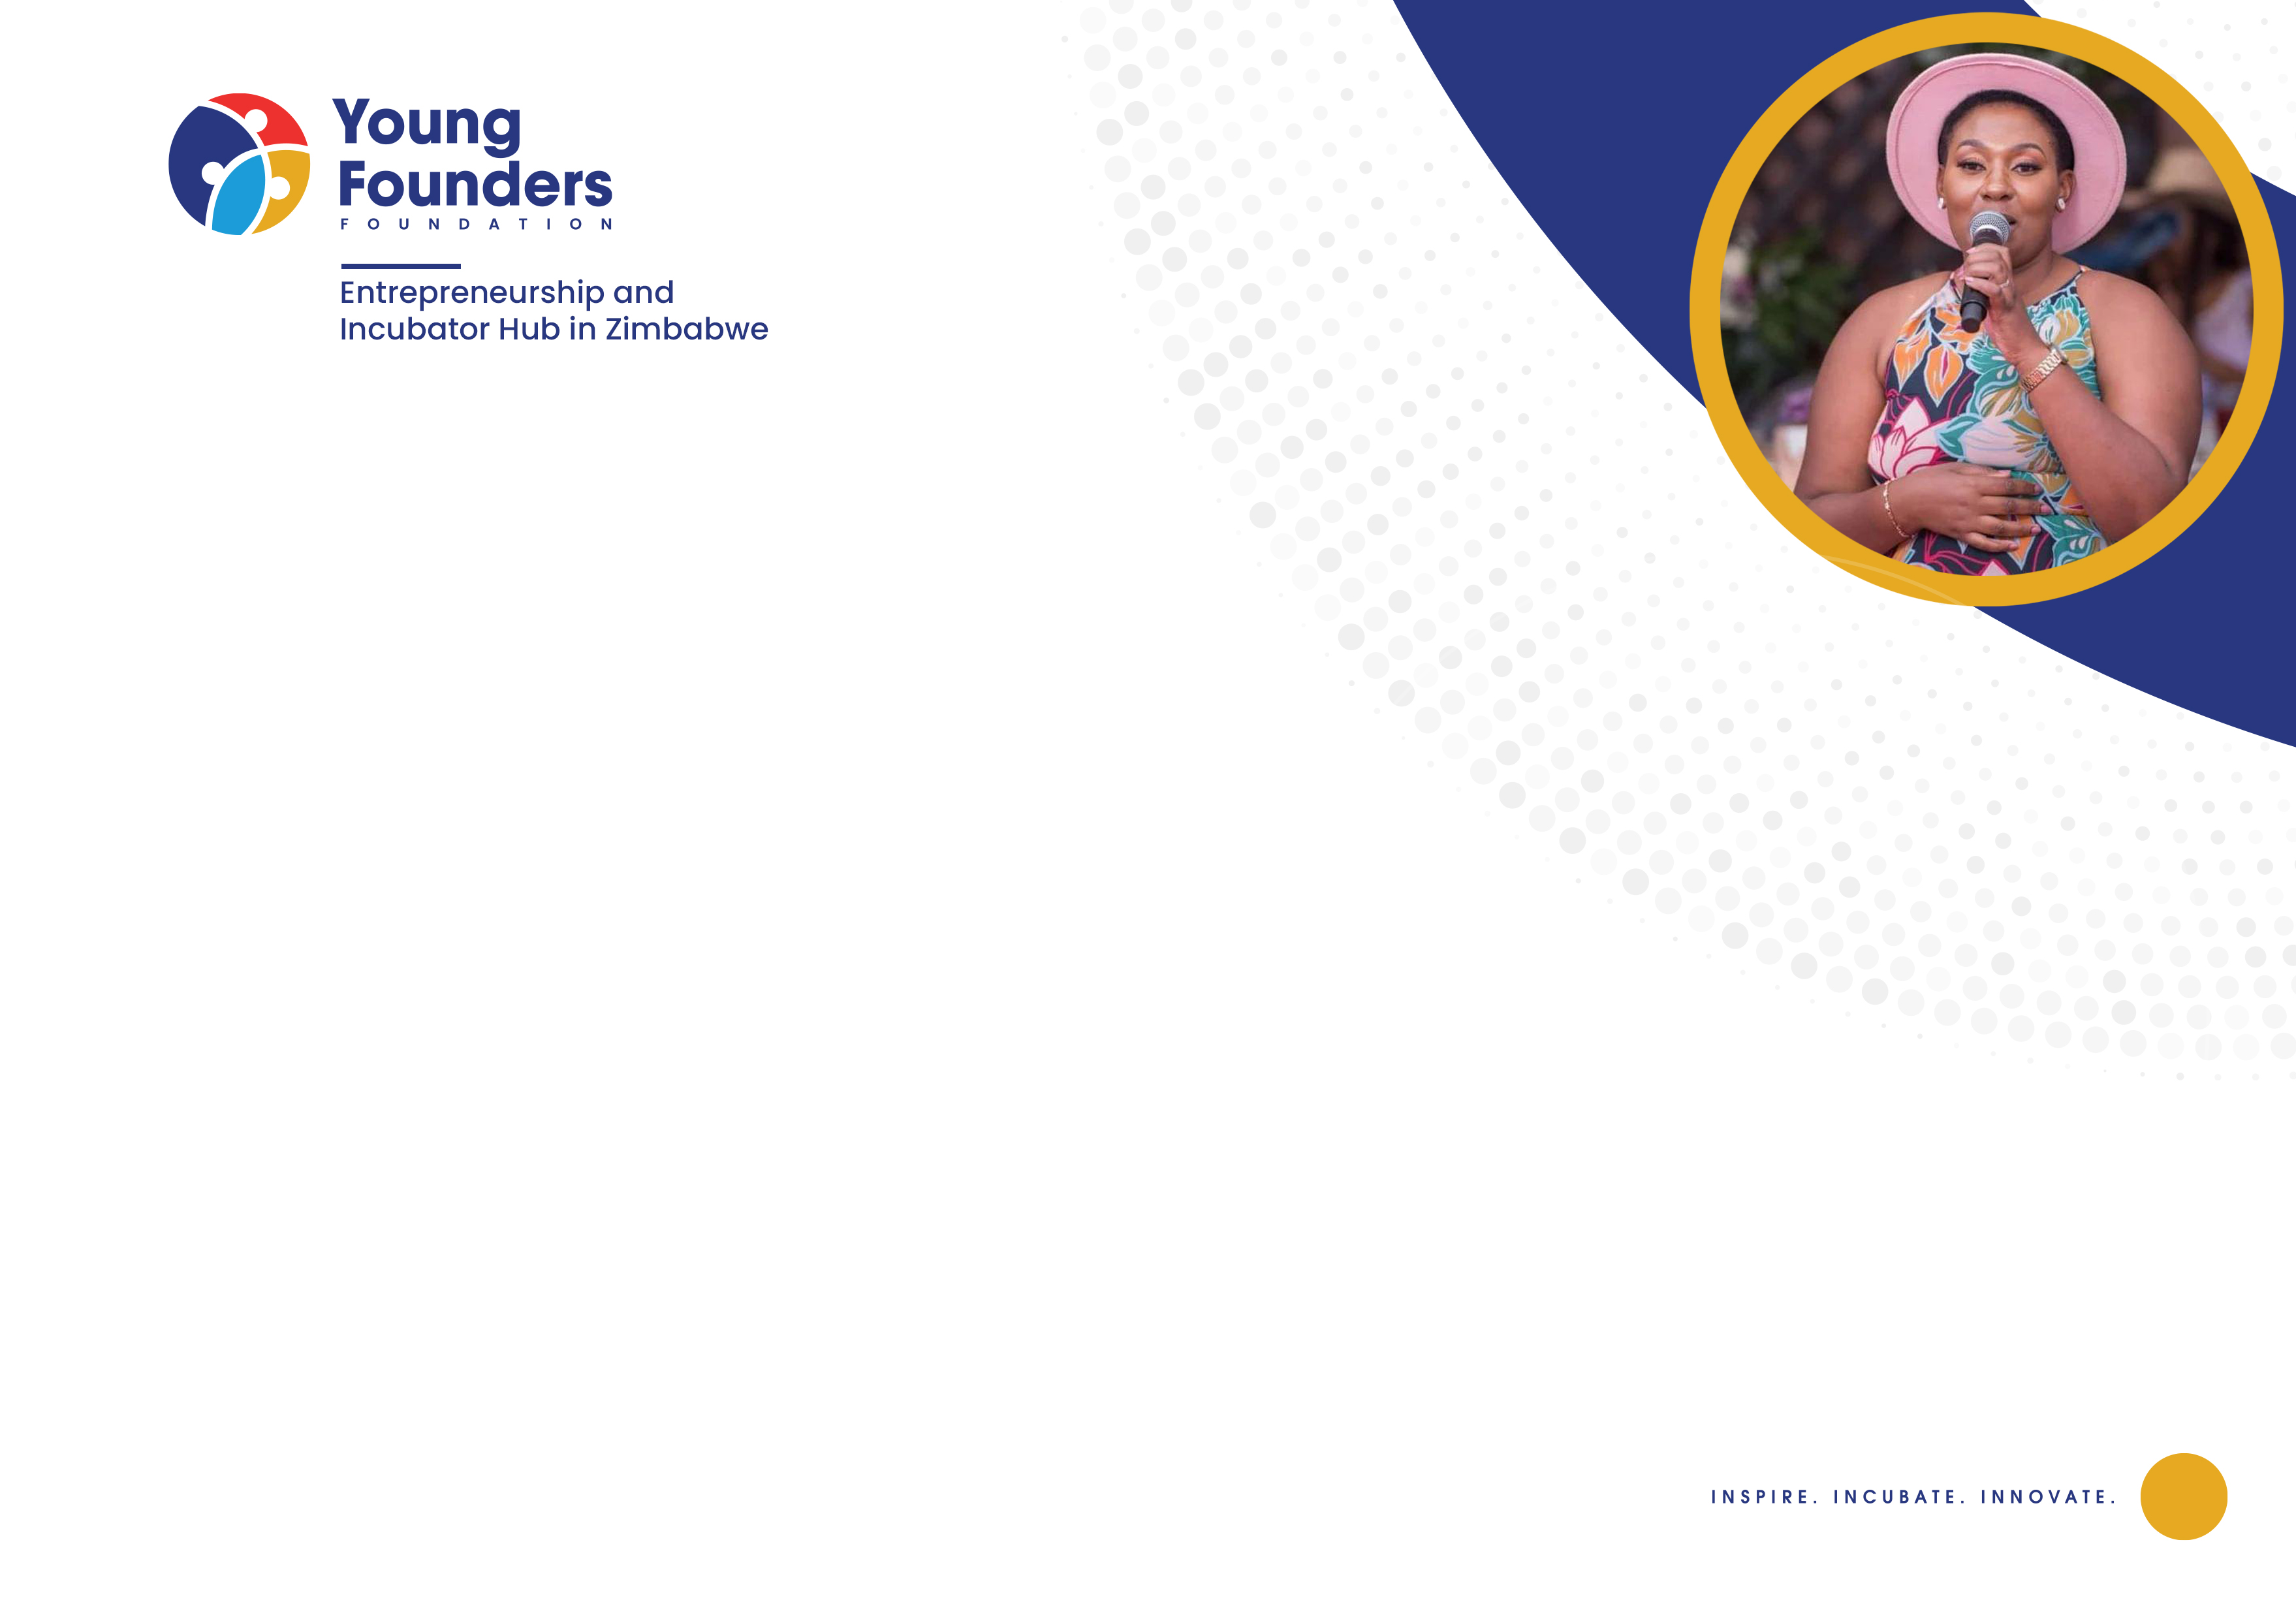 Young
Founders
FOUNDATION
Entrepreneurship and
Incubator Hub in Zimbabwe
INSPIRE. INCUBATE. INNOVATE.